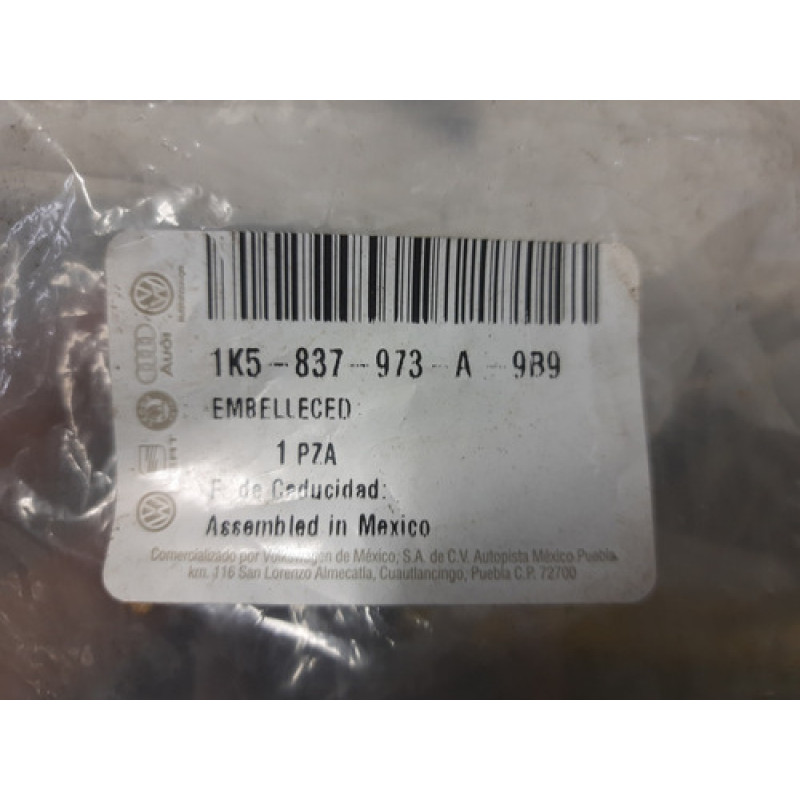 1K5-837-973-A -9B9
EMBELLECED:
1 PZA
F. de Caducidad:
Assembled in Mexico
Comercializado por Volkswagen de México, S.A. de C.V. Autopista México Puebla
km. 116 San Lorenzo Almecatla, Cuautlancingo, Puebla C.P. 72700
Audi